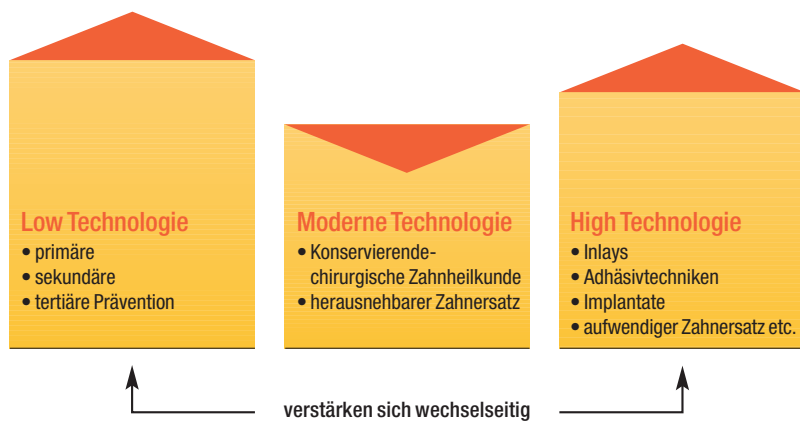 Low Technologie
• primäre
• sekundäre
• tertiäre Prävention
Moderne Technologie
• Konservierende-
chirurgische Zahnheilkunde
• herausnehbarer Zahnersatz
High Technologie
• Inlays
• Adhäsivtechniken
• Implantate
• aufwendiger Zahnersatz etc.
verstärken sich wechselseitig